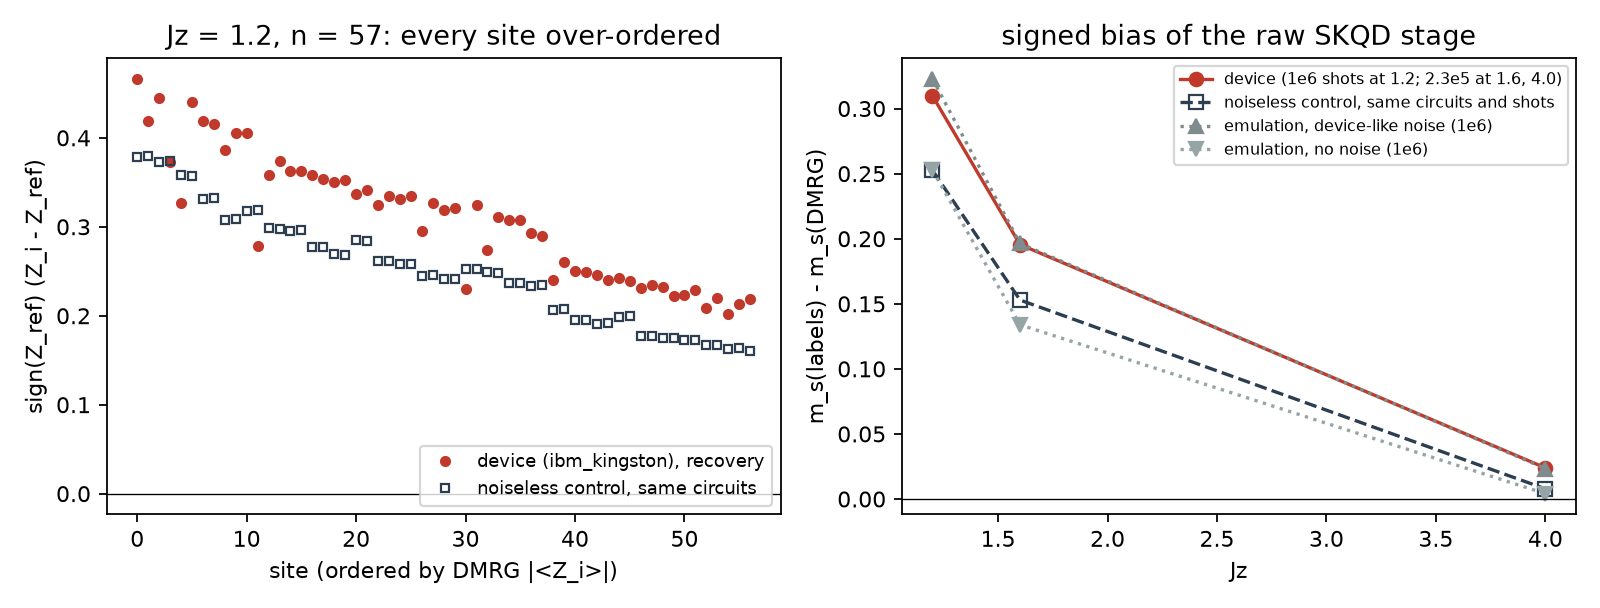 Jz = 1.2, n = 57: every site over-ordered
sign(Z_ref) (Z_i - Z_ref)
0.4
0.3
0.2
0.1
0.0
0 10 20 30 40 50
site (ordered by DMRG |<Z_i>|)
device (ibm_kingston), recovery
noiseless control, same circuits
signed bias of the raw SKQD stage
m_s(labels) - m_s(DMRG)
0.30
0.25
0.20
0.15
0.10
0.05
0.00
1.5 2.0 2.5 3.0 3.5 4.0
Jz
device (1e6 shots at 1.2; 2.3e5 at 1.6, 4.0)
noiseless control, same circuits and shots
emulation, device-like noise (1e6)
emulation, no noise (1e6)